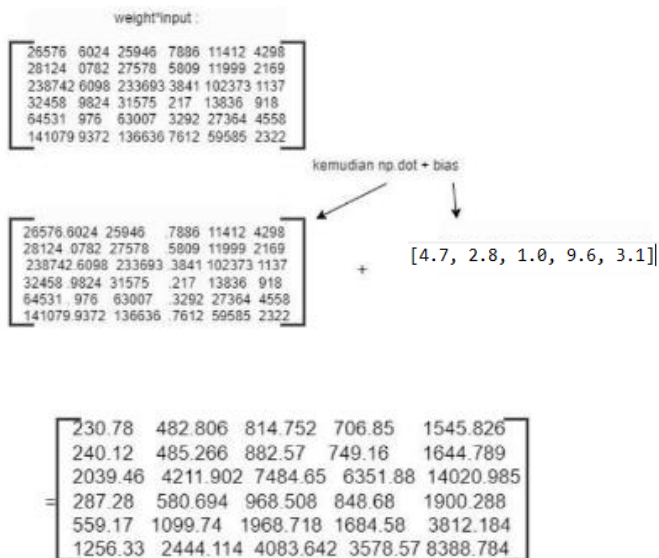 weight*input :
26576 6024 25946 7886 11412 4298
28124 0782 27578 5809 11999 2169
238742 6098 233693 3841 102373 1137
32458 9824 31575 217 13836 918
64531 976 63007 3292 27364 4558
141079 9372 136636 7612 59585 2322
kemudian np.dot + bias
26576.6024 25946 .7886 11412 4298
28124 .0782 27578 .5809 11999 2169
238742.6098 233693 .3841 102373 1137
32458 .9824 31575 .217 13836 918
64531 . 976 63007 .3292 27364 4558
141079.9372 136636 .7612 59585 2322
+ [4.7, 2.8, 1.0, 9.6, 3.1]
= 230.78 482.806 814.752 706.85 1545.826
240.12 485.266 882.57 749.16 1644.789
2039.46 4211.902 7484.65 6351.88 14020.985
287.28 580.694 968.508 848.68 1900.288
559.17 1099.74 1968.718 1684.58 3812.184
1256.33 2444.114 4083.642 3578.57 8388.784